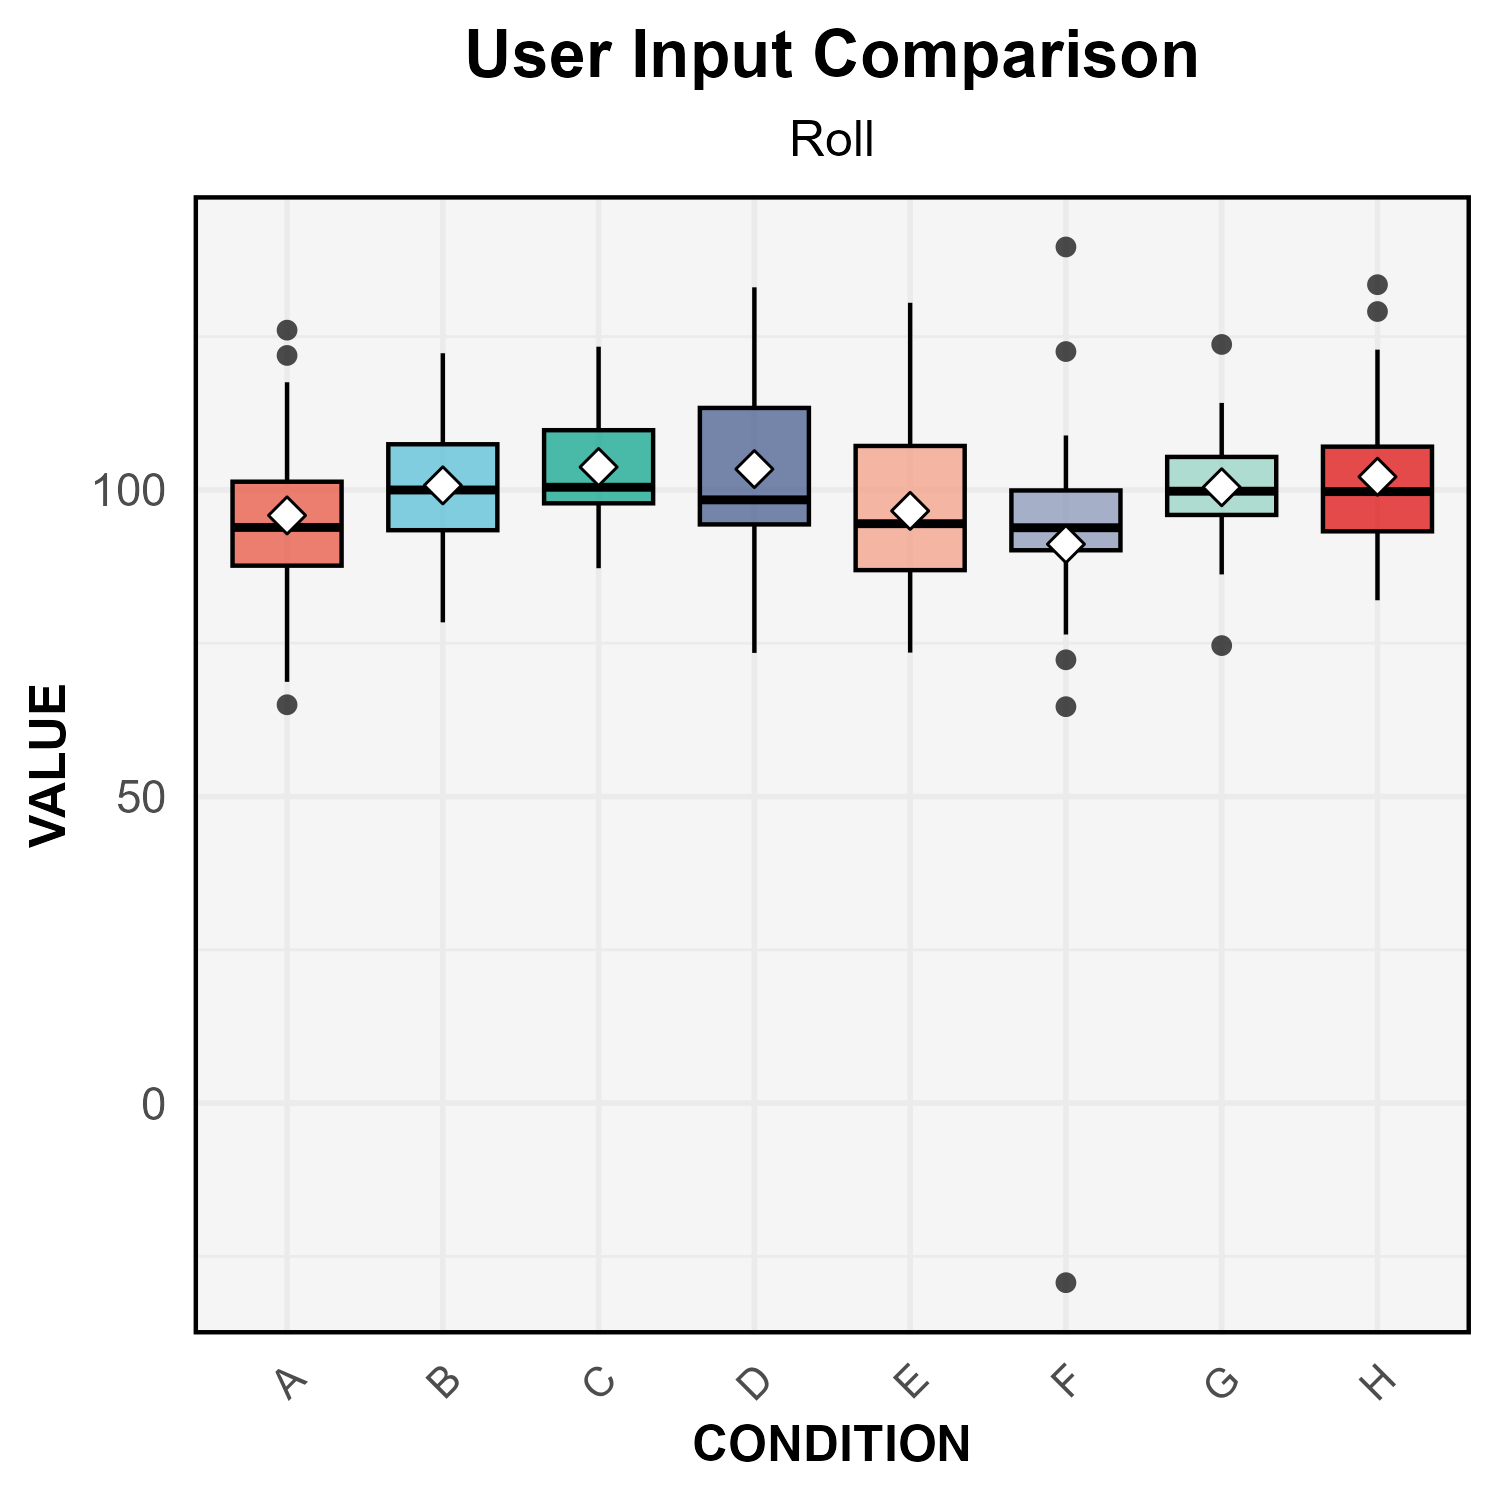 User Input Comparison
Roll
VALUE
100
50
0
A B C D E F G H
CONDITION